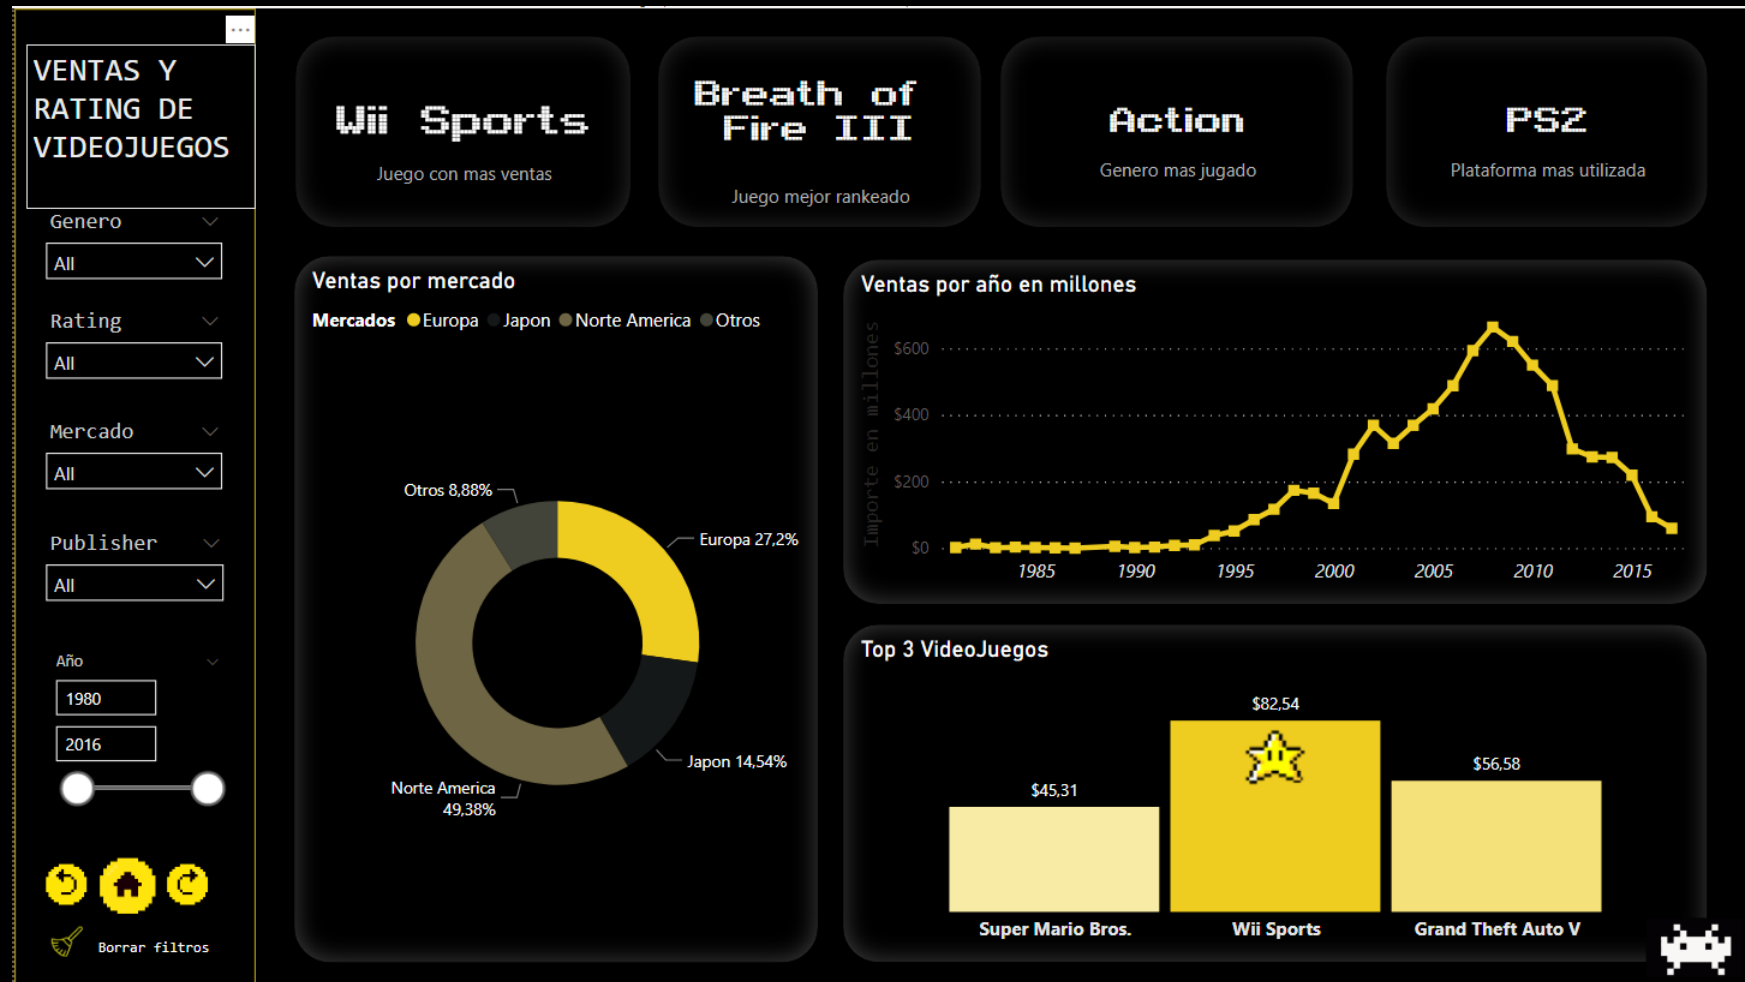 ...
VENTAS Y
RATING DE
VIDEOJUEGOS
Genero
All
Rating
All
Mercado
All
Publisher
All
Año
1980
2016
Borrar filtros
Wii Sports
Juego con mas ventas
Breath of
Fire III
Juego mejor rankeado
Action
Genero mas jugado
PS2
Plataforma mas utilizada
Ventas por mercado
Mercados Europa Japon Norte America Otros
Otros 8,88%
Europa 27,2%
Japon 14,54%
Norte America
49,38%
Ventas por año en millones
Importe en millones
$600
$400
$200
$0
1985 1990 1995 2000 2005 2010 2015
Top 3 VideoJuegos
$82,54
$56,58
$45,31
Super Mario Bros. Wii Sports Grand Theft Auto V